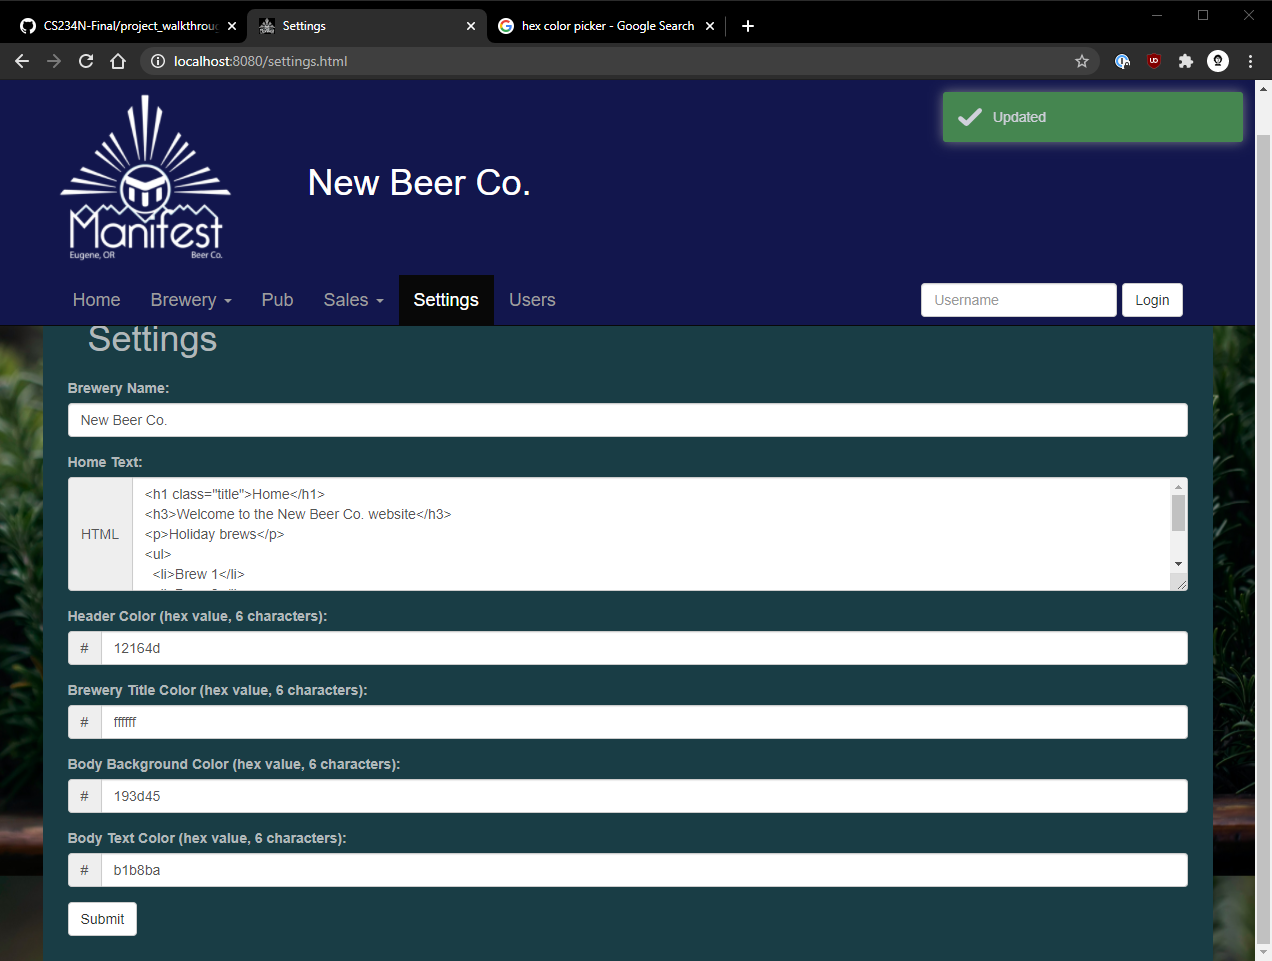 CS234N-Final/project_walkthroug
Settings
hex color picker - Google Search
localhost:8080/settings.html
UD
Updated
New Beer Co.
Manifest
Eugene, OR
Beer Co.
Home
Brewery
Pub
Sales
Settings
Users
Username
Login
Settings
Brewery Name:
New Beer Co.
Home Text:
HTML
<h1 class="title">Home</h1>
<h3>Welcome to the New Beer Co. website</h3>
<p>Holiday brews</p>
<ul>
<li>Brew 1</li>
Header Color (hex value, 6 characters):
# 12164d
Brewery Title Color (hex value, 6 characters):
# ffffff
Body Background Color (hex value, 6 characters):
# 193d45
Body Text Color (hex value, 6 characters):
# b1b8ba
Submit